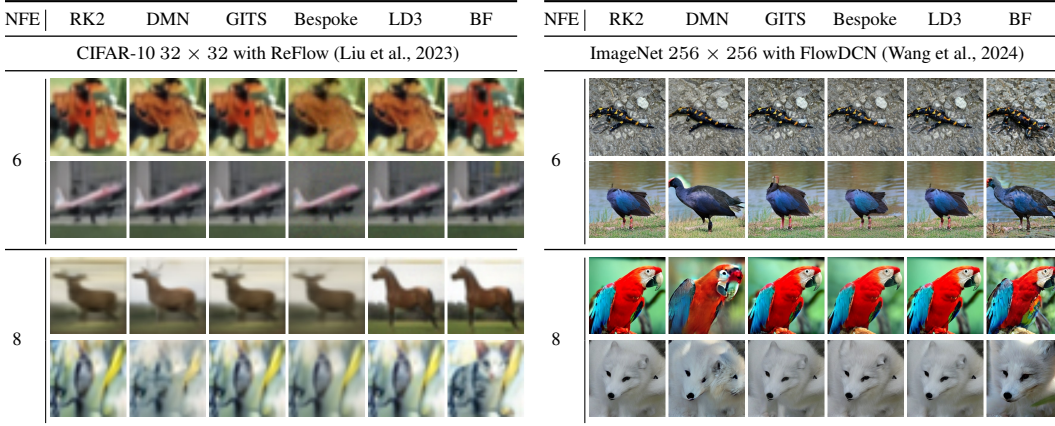 NFE RK2 DMN GITS Bespoke LD3 BF
CIFAR-10 32 × 32 with ReFlow (Liu et al., 2023)
6
8
NFE RK2 DMN GITS Bespoke LD3 BF
ImageNet 256 × 256 with FlowDCN (Wang et al., 2024)
6
8